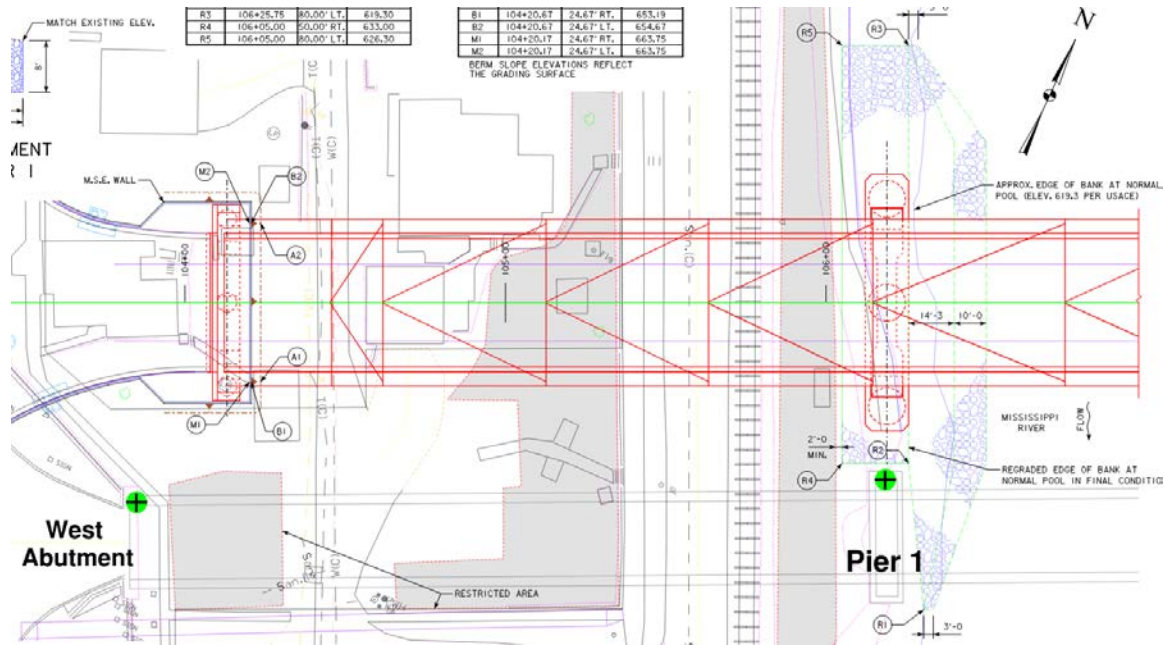 MATCH EXISTING ELEV.
8'
MENT
R 1
R3 106+25.75 80.00' LT. 619.30
R4 106+05.00 50.00' RT. 633.00
R5 106+05.00 80.00' LT. 626.30
B1 104+20.67 24.67' RT. 653.19
B2 104+20.67 24.67' LT. 654.67
M1 104+20.17 24.67' RT. 663.75
M2 104+20.17 24.67' LT. 663.75
BERM SLOPE ELEVATIONS REFLECT
THE GRADING SURFACE
N
R5
R3
M.S.E. WALL
M2
B2
A2
T(C)
W(C)
104+00
105+00
106+00
APPROX. EDGE OF BANK AT NORMAL
POOL (ELEV. 619.3 PER USACE)
14'-3
10'-0
A1
M1
B1
MISSISSIPPI
RIVER
FLOW
2'-0
MIN.
R2
R4
REGRADED EDGE OF BANK AT
NORMAL POOL IN FINAL CONDITIO
West
Abutment
Pier 1
W(C)
RESTRICTED AREA
R1
3'-0